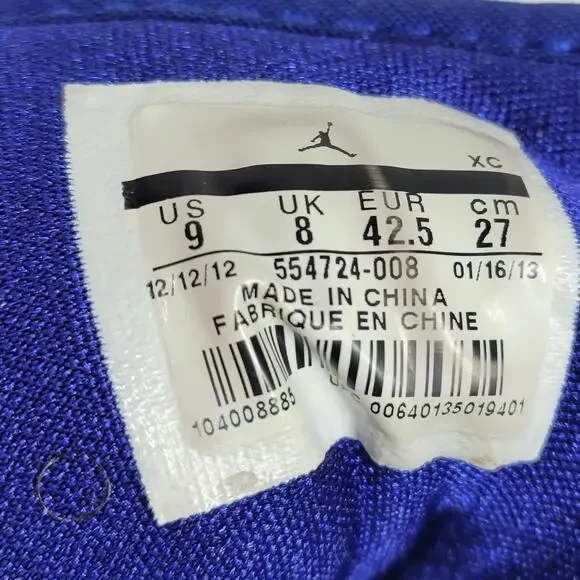 XC
US UK EUR cm
9 8 42.5 27
12/12/12 554724-008 01/16/13
MADE IN CHINA
FABRIQUE EN CHINE
104008885 00640135019401